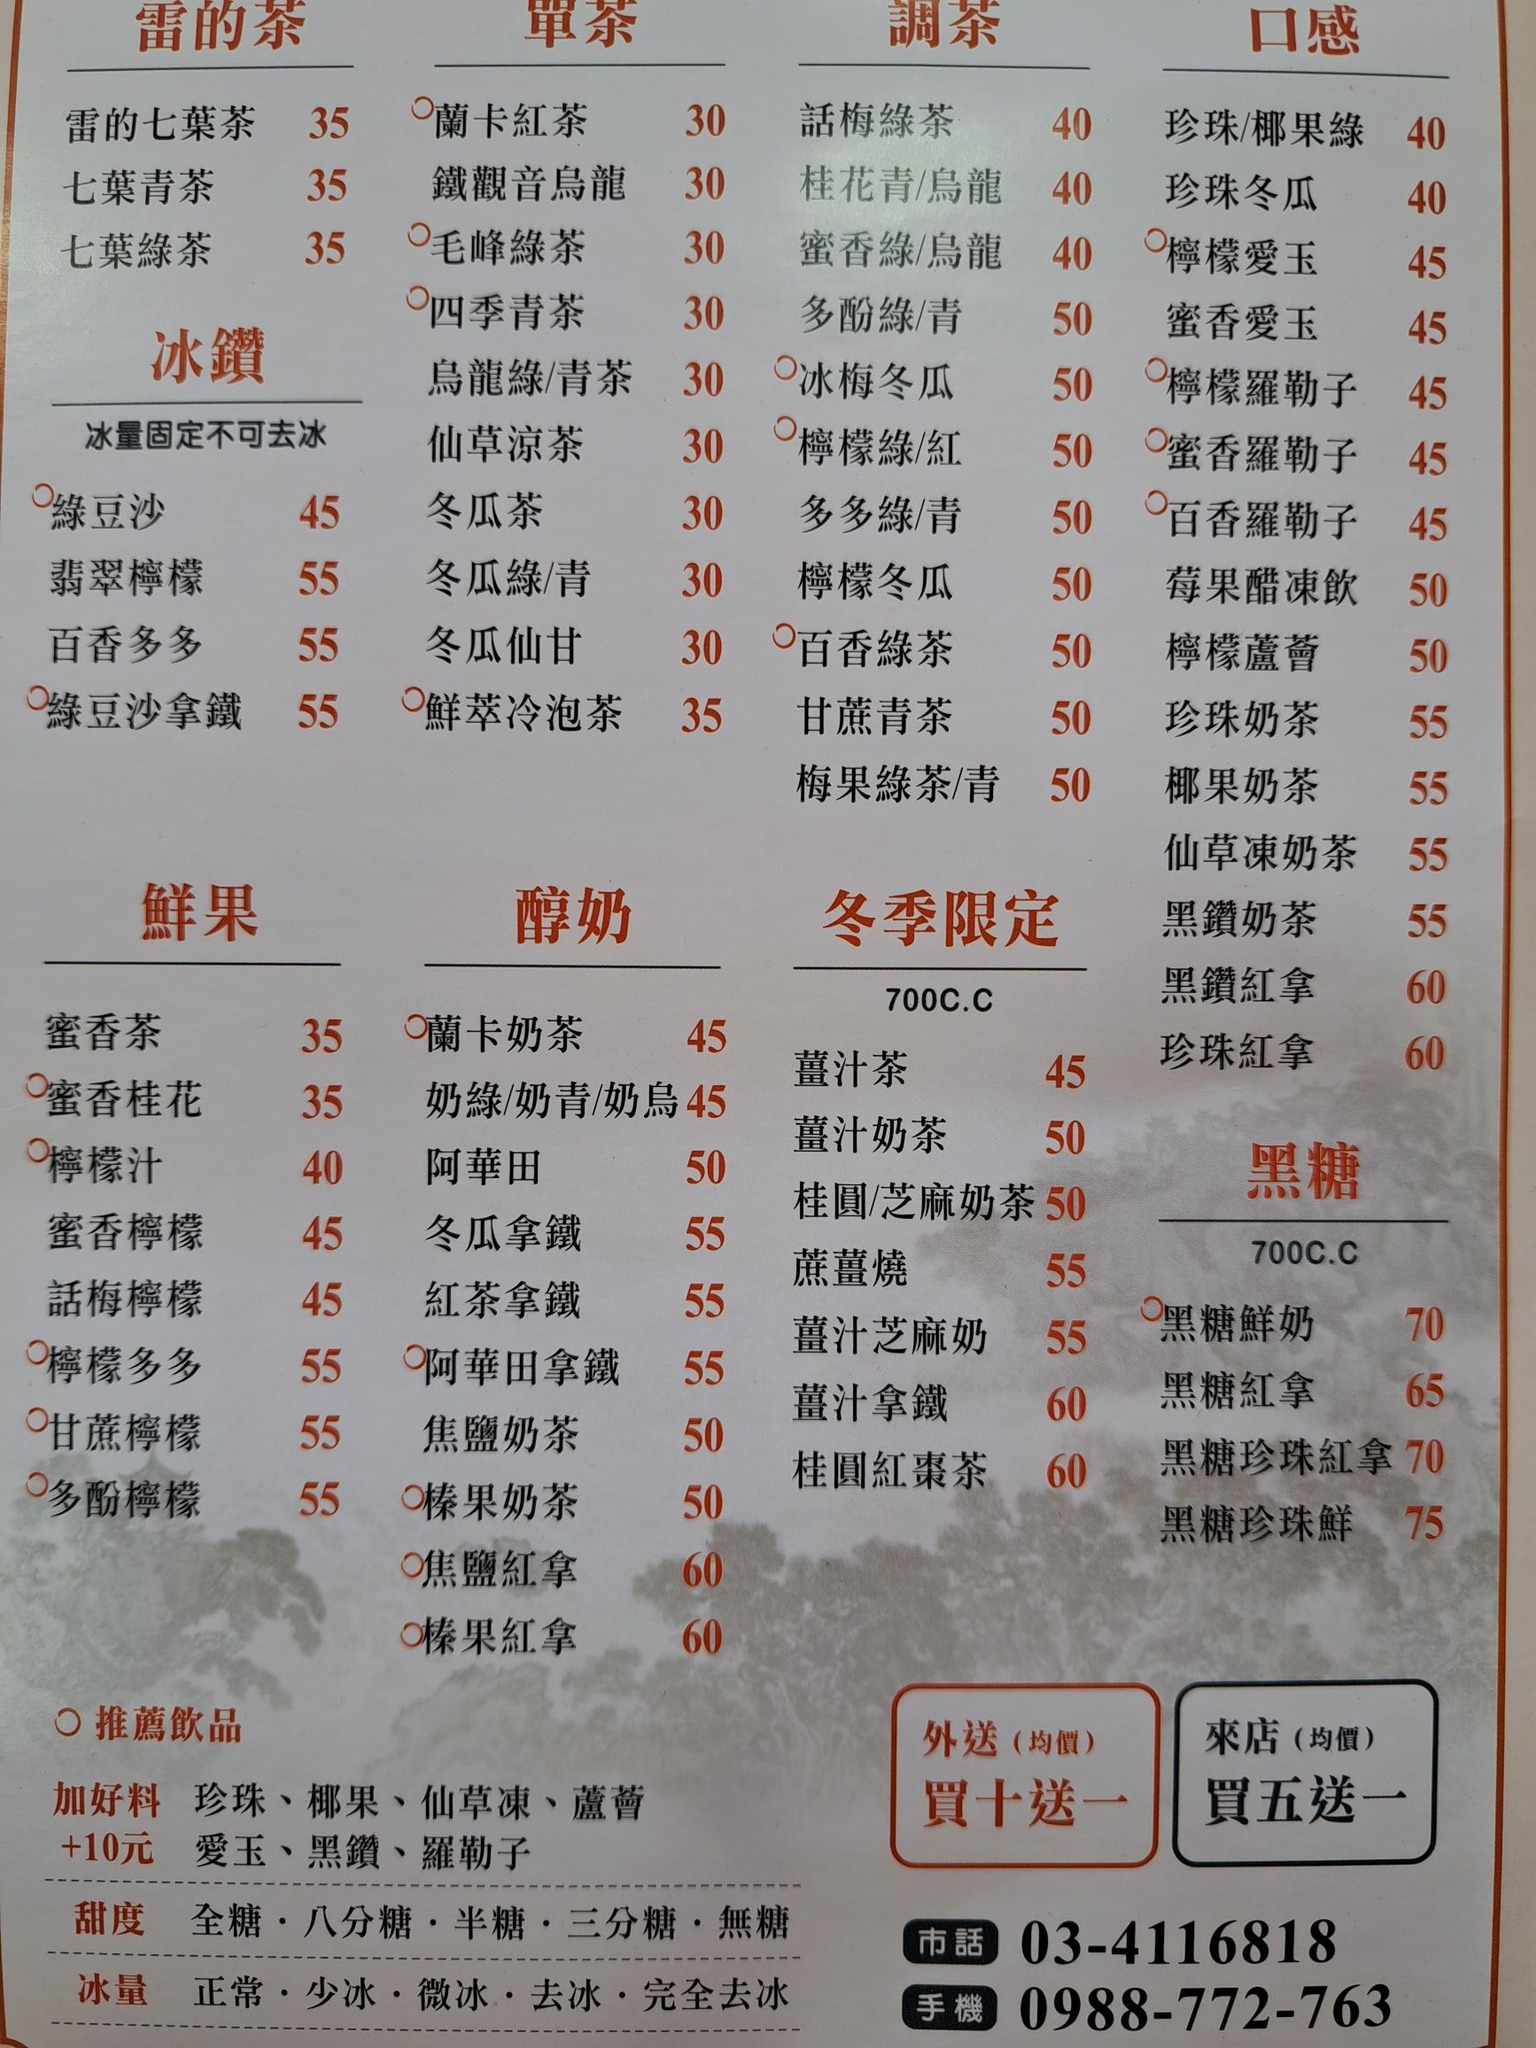 雷的茶
雷的七葉茶 35
七葉青茶 35
七葉綠茶 35
冰鑽
冰量固定不可去冰
綠豆沙 45
翡翠檸檬 55
百香多多 55
綠豆沙拿鐵 55
單茶
蘭卡紅茶 30
鐵觀音烏龍 30
毛峰綠茶 30
四季青茶 30
烏龍綠/青茶 30
仙草涼茶 30
冬瓜茶 30
冬瓜綠/青 30
冬瓜仙甘 30
鮮萃冷泡茶 35
調茶
話梅綠茶 40
桂花青/烏龍 40
蜜香綠/烏龍 40
多酚綠/青 50
冰梅冬瓜 50
檸檬綠/紅 50
多多綠/青 50
檸檬冬瓜 50
百香綠茶 50
甘蔗青茶 50
梅果綠茶/青 50
口感
珍珠/椰果綠 40
珍珠冬瓜 40
檸檬愛玉 45
蜜香愛玉 45
檸檬羅勒子 45
蜜香羅勒子 45
百香羅勒子 45
莓果醋凍飲 50
檸檬蘆薈 50
珍珠奶茶 55
椰果奶茶 55
仙草凍奶茶 55
黑鑽奶茶 55
黑鑽紅拿 60
珍珠紅拿 60
鮮果
蜜香茶 35
蜜香桂花 35
檸檬汁 40
蜜香檸檬 45
話梅檸檬 45
檸檬多多 55
甘蔗檸檬 55
多酚檸檬 55
醇奶
蘭卡奶茶 45
奶綠/奶青/奶烏 45
阿華田 50
冬瓜拿鐵 55
紅茶拿鐵 55
阿華田拿鐵 55
焦鹽奶茶 50
榛果奶茶 50
焦鹽紅拿 60
榛果紅拿 60
冬季限定
700C.C
薑汁茶 45
薑汁奶茶 50
桂圓/芝麻奶茶 50
蔗薑燒 55
薑汁芝麻奶 55
薑汁拿鐵 60
桂圓紅棗茶 60
黑糖
700C.C
黑糖鮮奶 70
黑糖紅拿 65
黑糖珍珠紅拿 70
黑糖珍珠鮮 75
推薦飲品
加好料 珍珠、椰果、仙草凍、蘆薈
+10元 愛玉、黑鑽、羅勒子
甜度 全糖・八分糖・半糖・三分糖・無糖
冰量 正常・少冰・微冰・去冰・完全去冰
外送(均價)
買十送一
來店(均價)
買五送一
市話 03-4116818
手機 0988-772-763